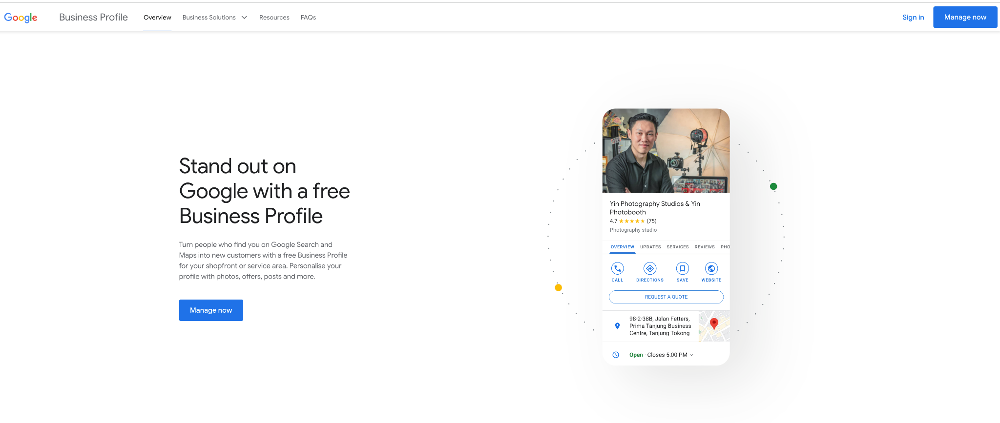 Google Business Profile Overview Business Solutions Resources FAQs Sign in Manage now
Stand out on
Google with a free
Business Profile
Turn people who find you on Google Search and
Maps into new customers with a free Business Profile
for your shopfront or service area. Personalise your
profile with photos, offers, posts and more.
Manage now
Yin Photography Studios & Yin
Photobooth
4.7 ★★★★★ (75)
Photography studio
OVERVIEW UPDATES SERVICES REVIEWS PHO
CALL DIRECTIONS SAVE WEBSITE
REQUEST A QUOTE
98-2-38B, Jalan Fetters,
Prima Tanjung Business
Centre, Tanjung Tokong
Open · Closes 5:00 PM